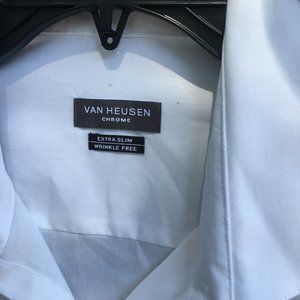 VAN HEUSEN
CHROME
EXTRA SLIM
WRINKLE FREE